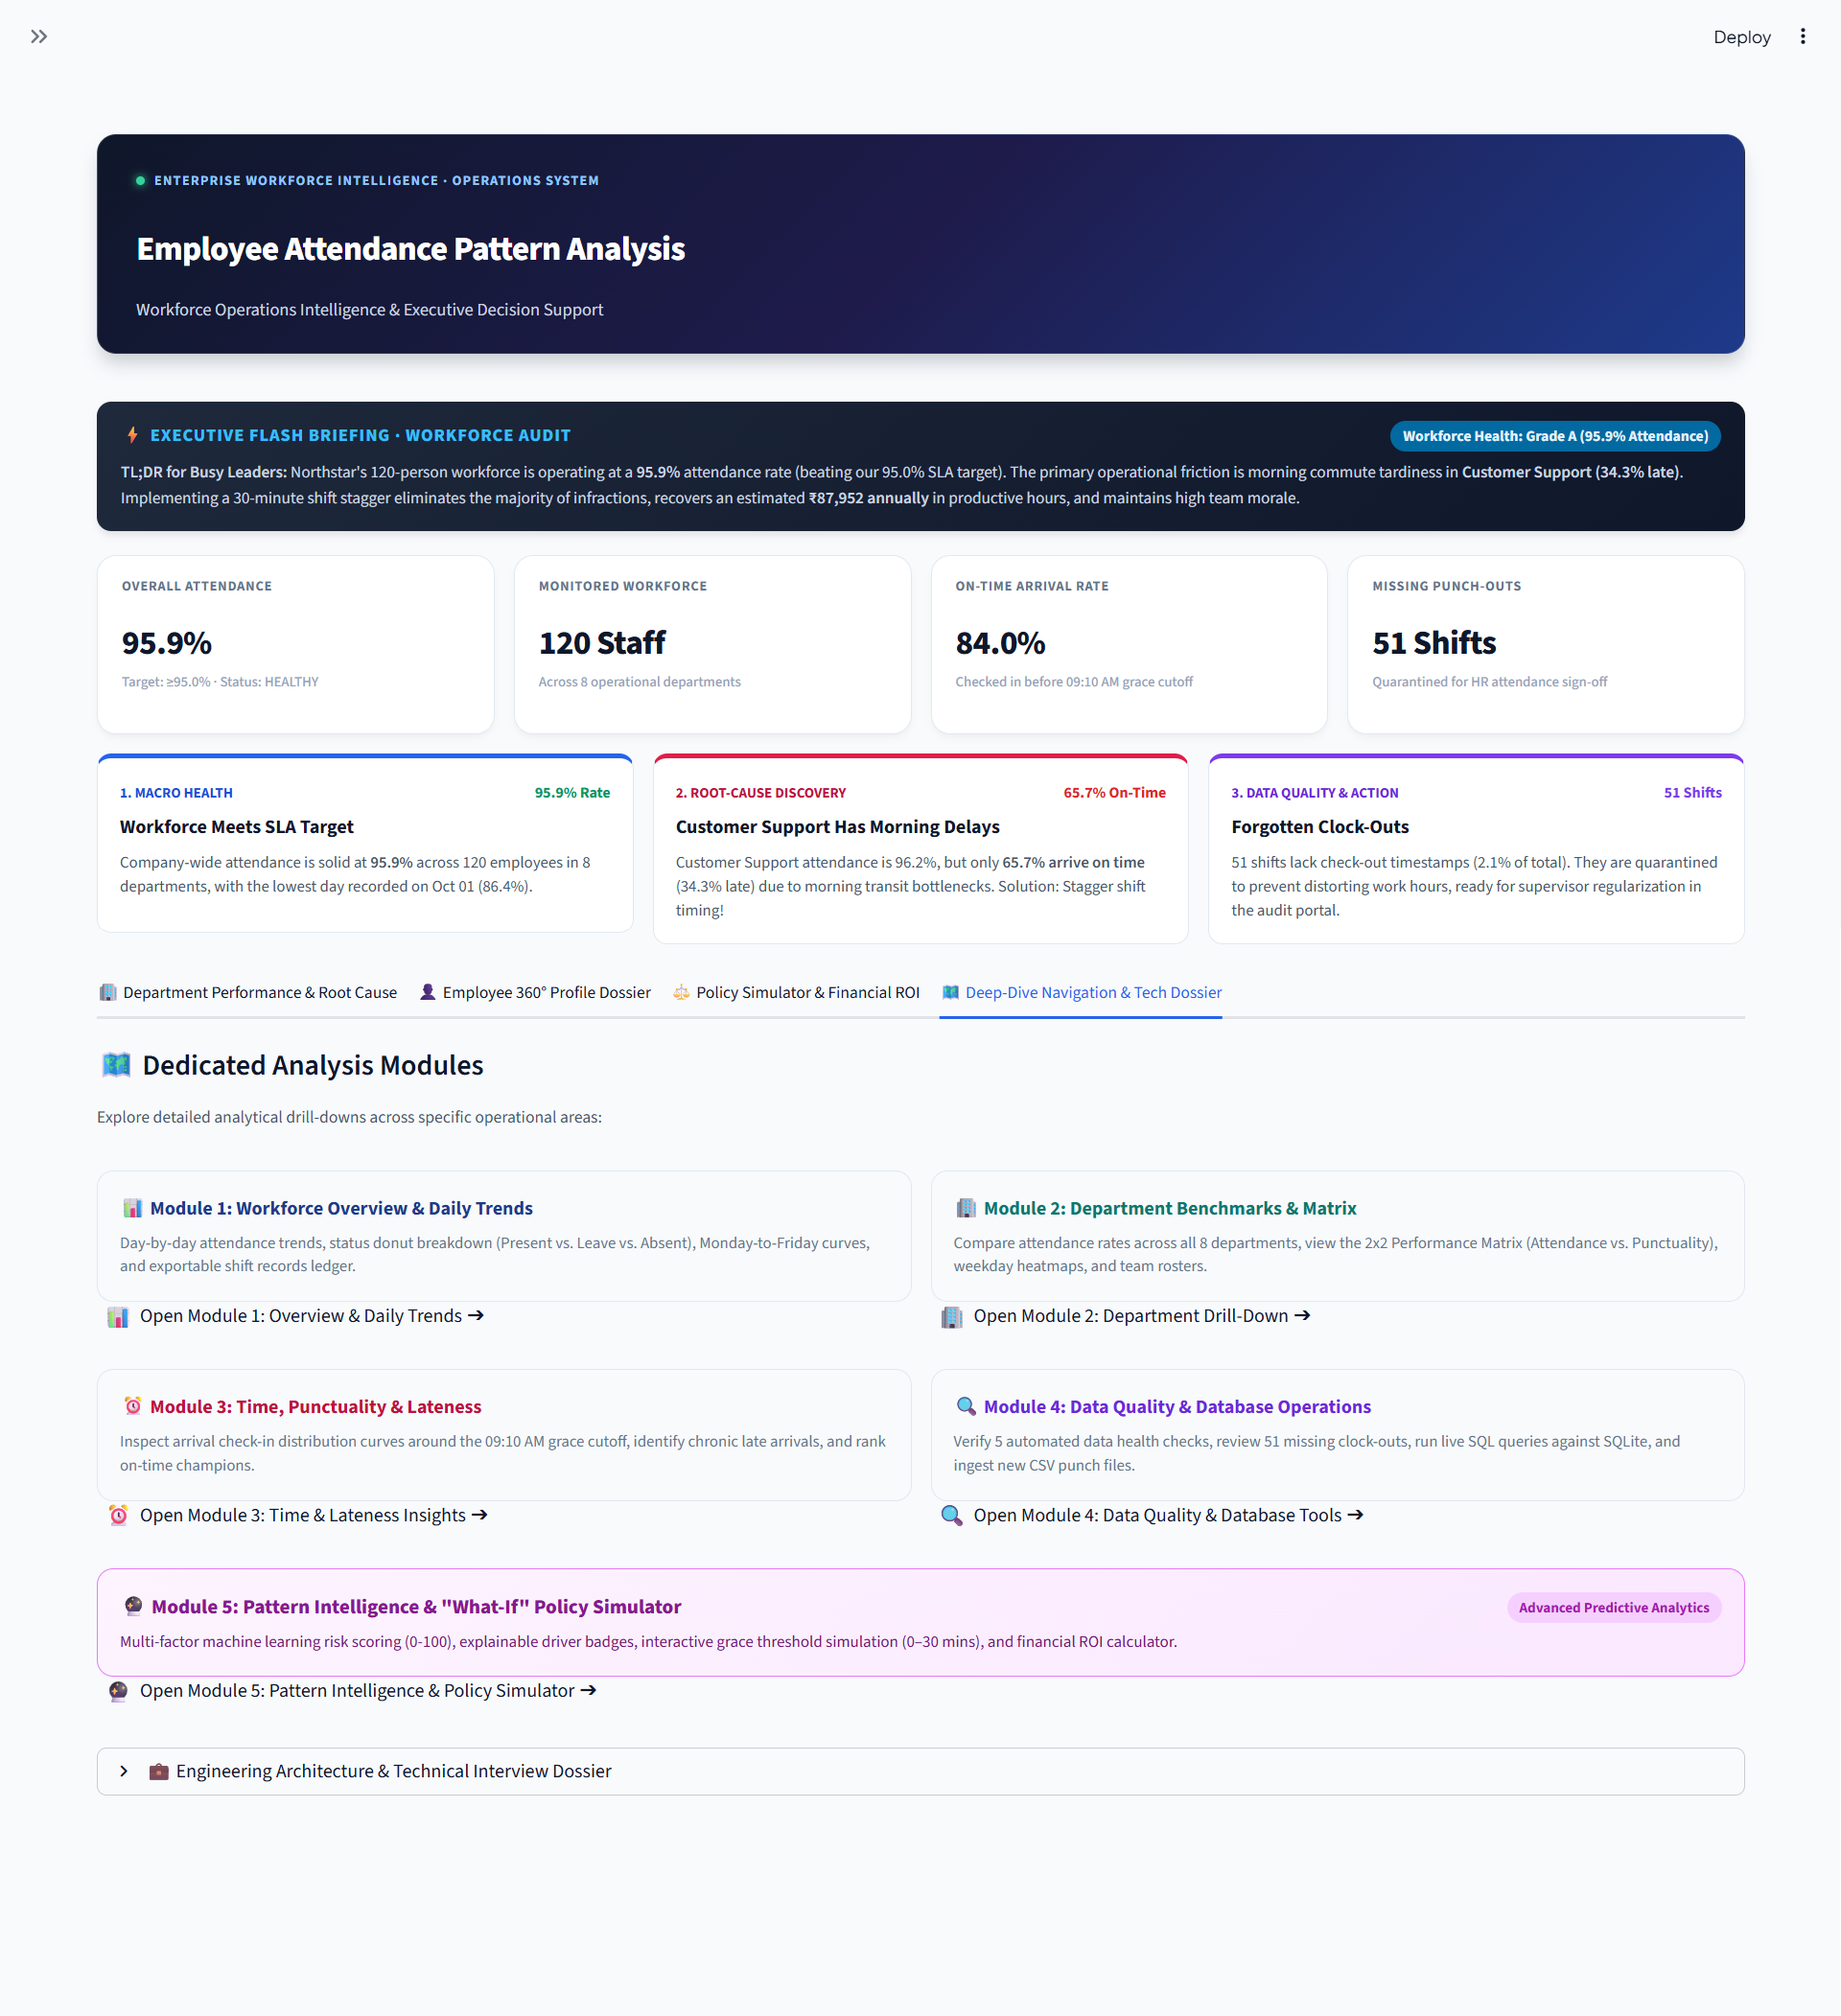 Deploy
ENTERPRISE WORKFORCE INTELLIGENCE · OPERATIONS SYSTEM
Employee Attendance Pattern Analysis
Workforce Operations Intelligence & Executive Decision Support
EXECUTIVE FLASH BRIEFING · WORKFORCE AUDIT
Workforce Health: Grade A (95.9% Attendance)
TL;DR for Busy Leaders: Northstar's 120-person workforce is operating at a 95.9% attendance rate (beating our 95.0% SLA target). The primary operational friction is morning commute tardiness in Customer Support (34.3% late).
Implementing a 30-minute shift stagger eliminates the majority of infractions, recovers an estimated ₹87,952 annually in productive hours, and maintains high team morale.
OVERALL ATTENDANCE
95.9%
Target: ≥95.0% · Status: HEALTHY
MONITORED WORKFORCE
120 Staff
Across 8 operational departments
ON-TIME ARRIVAL RATE
84.0%
Checked in before 09:10 AM grace cutoff
MISSING PUNCH-OUTS
51 Shifts
Quarantined for HR attendance sign-off
1. MACRO HEALTH
95.9% Rate
Workforce Meets SLA Target
Company-wide attendance is solid at 95.9% across 120 employees in 8
departments, with the lowest day recorded on Oct 01 (86.4%).
2. ROOT-CAUSE DISCOVERY
65.7% On-Time
Customer Support Has Morning Delays
Customer Support attendance is 96.2%, but only 65.7% arrive on time
(34.3% late) due to morning transit bottlenecks. Solution: Stagger shift
timing!
3. DATA QUALITY & ACTION
51 Shifts
Forgotten Clock-Outs
51 shifts lack check-out timestamps (2.1% of total). They are quarantined
to prevent distorting work hours, ready for supervisor regularization in
the audit portal.
Department Performance & Root Cause
Employee 360° Profile Dossier
Policy Simulator & Financial ROI
Deep-Dive Navigation & Tech Dossier
Dedicated Analysis Modules
Explore detailed analytical drill-downs across specific operational areas:
Module 1: Workforce Overview & Daily Trends
Day-by-day attendance trends, status donut breakdown (Present vs. Leave vs. Absent), Monday-to-Friday curves,
and exportable shift records ledger.
Open Module 1: Overview & Daily Trends →
Module 2: Department Benchmarks & Matrix
Compare attendance rates across all 8 departments, view the 2x2 Performance Matrix (Attendance vs. Punctuality),
weekday heatmaps, and team rosters.
Open Module 2: Department Drill-Down →
Module 3: Time, Punctuality & Lateness
Inspect arrival check-in distribution curves around the 09:10 AM grace cutoff, identify chronic late arrivals, and rank
on-time champions.
Open Module 3: Time & Lateness Insights →
Module 4: Data Quality & Database Operations
Verify 5 automated data health checks, review 51 missing clock-outs, run live SQL queries against SQLite, and
ingest new CSV punch files.
Open Module 4: Data Quality & Database Tools →
Module 5: Pattern Intelligence & "What-If" Policy Simulator
Advanced Predictive Analytics
Multi-factor machine learning risk scoring (0-100), explainable driver badges, interactive grace threshold simulation (0–30 mins), and financial ROI calculator.
Open Module 5: Pattern Intelligence & Policy Simulator →
Engineering Architecture & Technical Interview Dossier